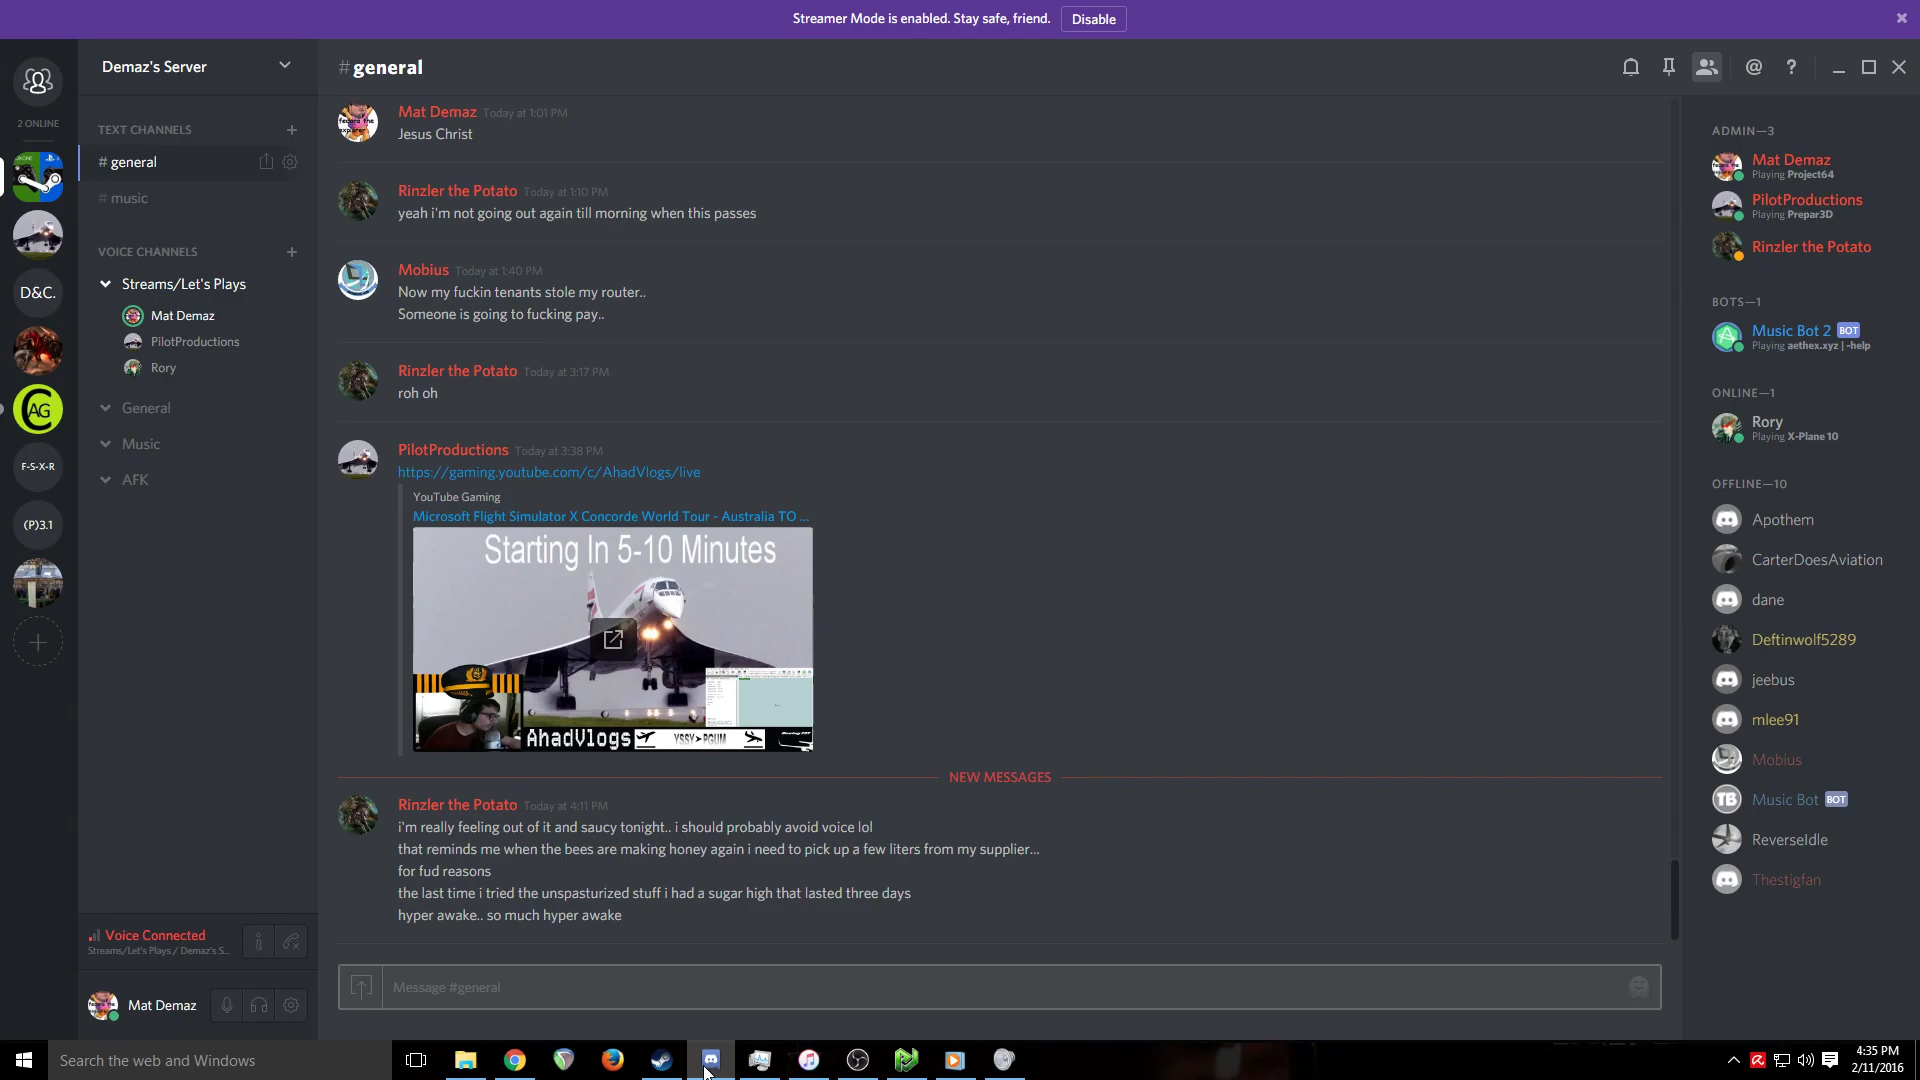 Streamer Mode is enabled. Stay safe, friend. Disable
2 ONLINE
D&C.
AG
F-S-X-R
(P)3.1
Demaz's Server
TEXT CHANNELS
# general
# music
VOICE CHANNELS
Streams/Let's Plays
Mat Demaz
PilotProductions
Rory
General
Music
AFK
Voice Connected
Streams/Let's Plays / Demaz's S...
Mat Demaz
#general
Mat Demaz Today at 1:01 PM
Jesus Christ
Rinzler the Potato Today at 1:10 PM
yeah i'm not going out again till morning when this passes
Mobius Today at 1:40 PM
Now my fuckin tenants stole my router..
Someone is going to fucking pay..
Rinzler the Potato Today at 3:17 PM
roh oh
PilotProductions Today at 3:38 PM
https://gaming.youtube.com/c/AhadVlogs/live
YouTube Gaming
Microsoft Flight Simulator X Concorde World Tour - Australia TO ...
Starting In 5-10 Minutes
AhadVlogs YSSY>PGUM
NEW MESSAGES
Rinzler the Potato Today at 4:11 PM
i'm really feeling out of it and saucy tonight.. i should probably avoid voice lol
that reminds me when the bees are making honey again i need to pick up a few liters from my supplier...
for fud reasons
the last time i tried the unspasturized stuff i had a sugar high that lasted three days
hyper awake.. so much hyper awake
Message #general
ADMIN—3
Mat Demaz
Playing Project64
PilotProductions
Playing Prepar3D
Rinzler the Potato
BOTS—1
Music Bot 2 BOT
Playing aethex.xyz | -help
ONLINE—1
Rory
Playing X-Plane 10
OFFLINE—10
Apothem
CarterDoesAviation
dane
Deftinwolf5289
jeebus
mlee91
Mobius
TB Music Bot BOT
ReverseIdle
Thestigfan
Search the web and Windows
4:35 PM
2/11/2016